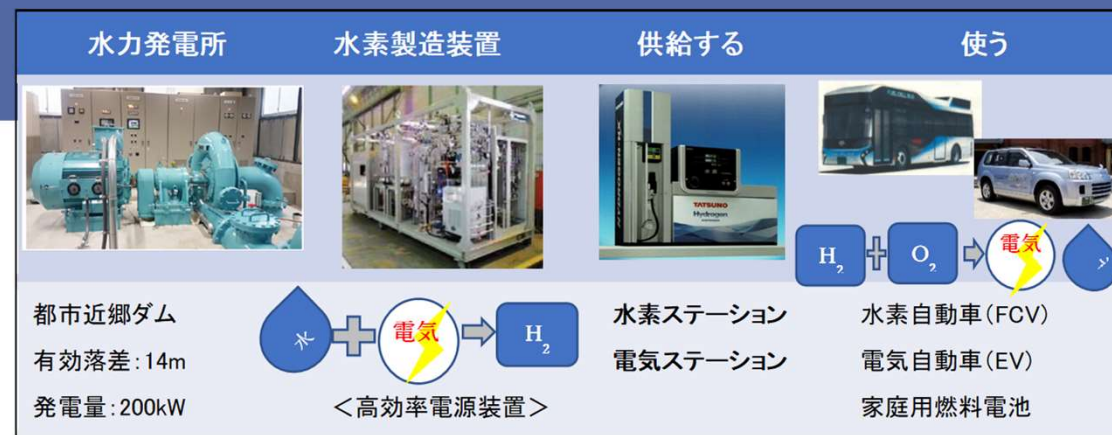 水力発電所
水素製造装置
供給する
使う
TATSUNO
Hydrogen
H₂
+
O₂
電気
都市近郷ダム
有効落差:14m
発電量:200kW
水
+
電気
H₂
<高効率電源装置>
水素ステーション
電気ステーション
水素自動車(FCV)
電気自動車(EV)
家庭用燃料電池